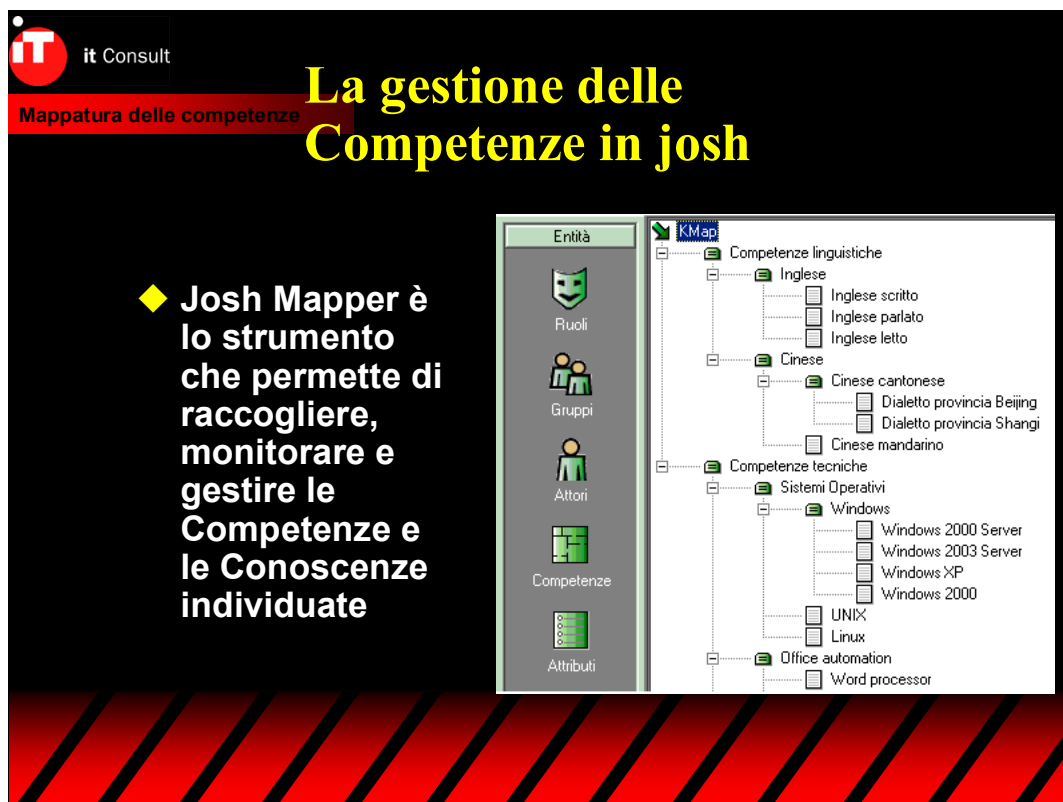 iT
it Consult
Mappatura delle competenze
La gestione delle
Competenze in josh
Josh Mapper è
lo strumento
che permette di
raccogliere,
monitorare e
gestire le
Competenze e
le Conoscenze
individuate
Entità
Ruoli
Gruppi
Attori
Competenze
Attributi
KMap
Competenze linguistiche
Inglese
Inglese scritto
Inglese parlato
Inglese letto
Cinese
Cinese cantonese
Dialetto provincia Beijing
Dialetto provincia Shangi
Cinese mandarino
Competenze tecniche
Sistemi Operativi
Windows
Windows 2000 Server
Windows 2003 Server
Windows XP
Windows 2000
UNIX
Linux
Office automation
Word processor